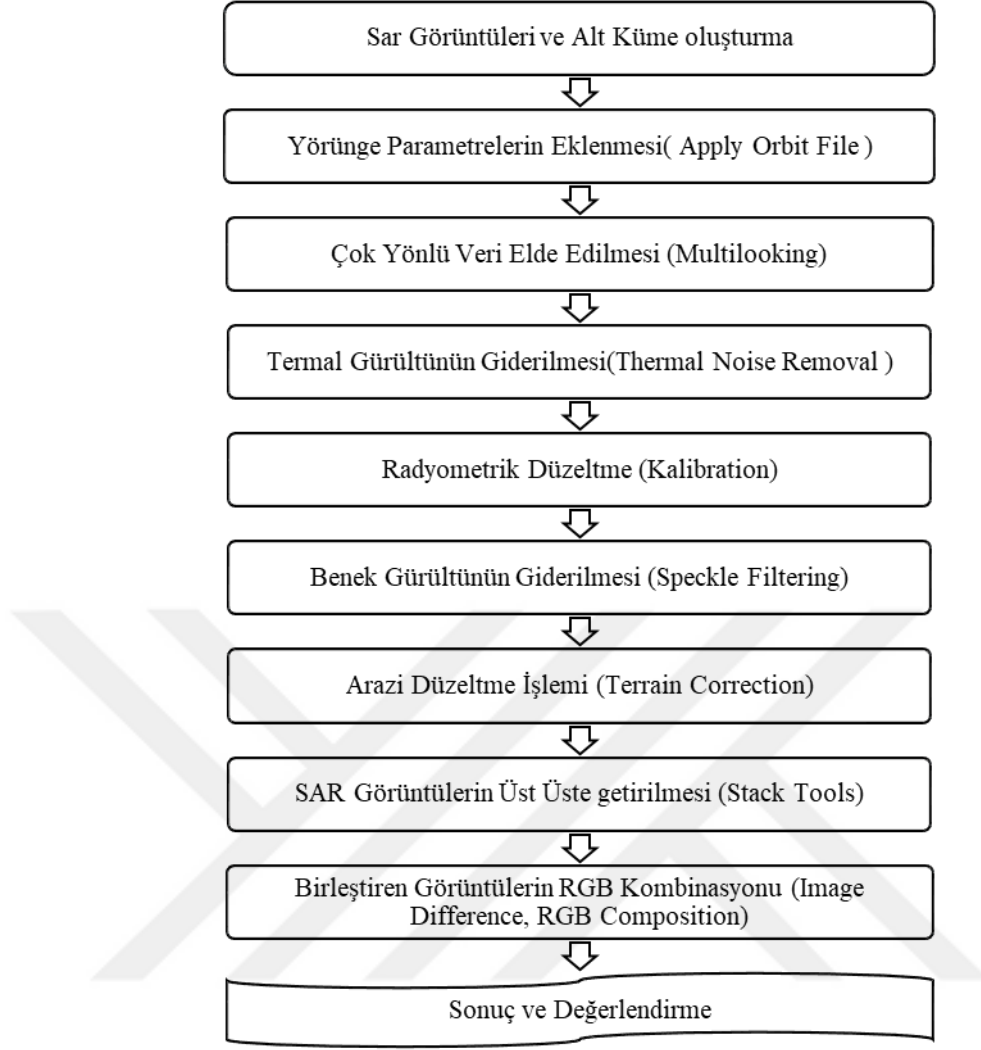 Sar Görüntüleri ve Alt Küme oluşturma
Yörünge Parametrelerin Eklenmesi( Apply Orbit File )
Çok Yönlü Veri Elde Edilmesi (Multilooking)
Termal Gürültünün Giderilmesi(Thermal Noise Removal )
Radyometrik Düzeltme (Kalibration)
Benek Gürültünün Giderilmesi (Speckle Filtering)
Arazi Düzeltme İşlemi (Terrain Correction)
SAR Görüntülerin Üst Üste getirilmesi (Stack Tools)
Birleştiren Görüntülerin RGB Kombinasyonu (Image
Difference, RGB Composition)
Sonuç ve Değerlendirme